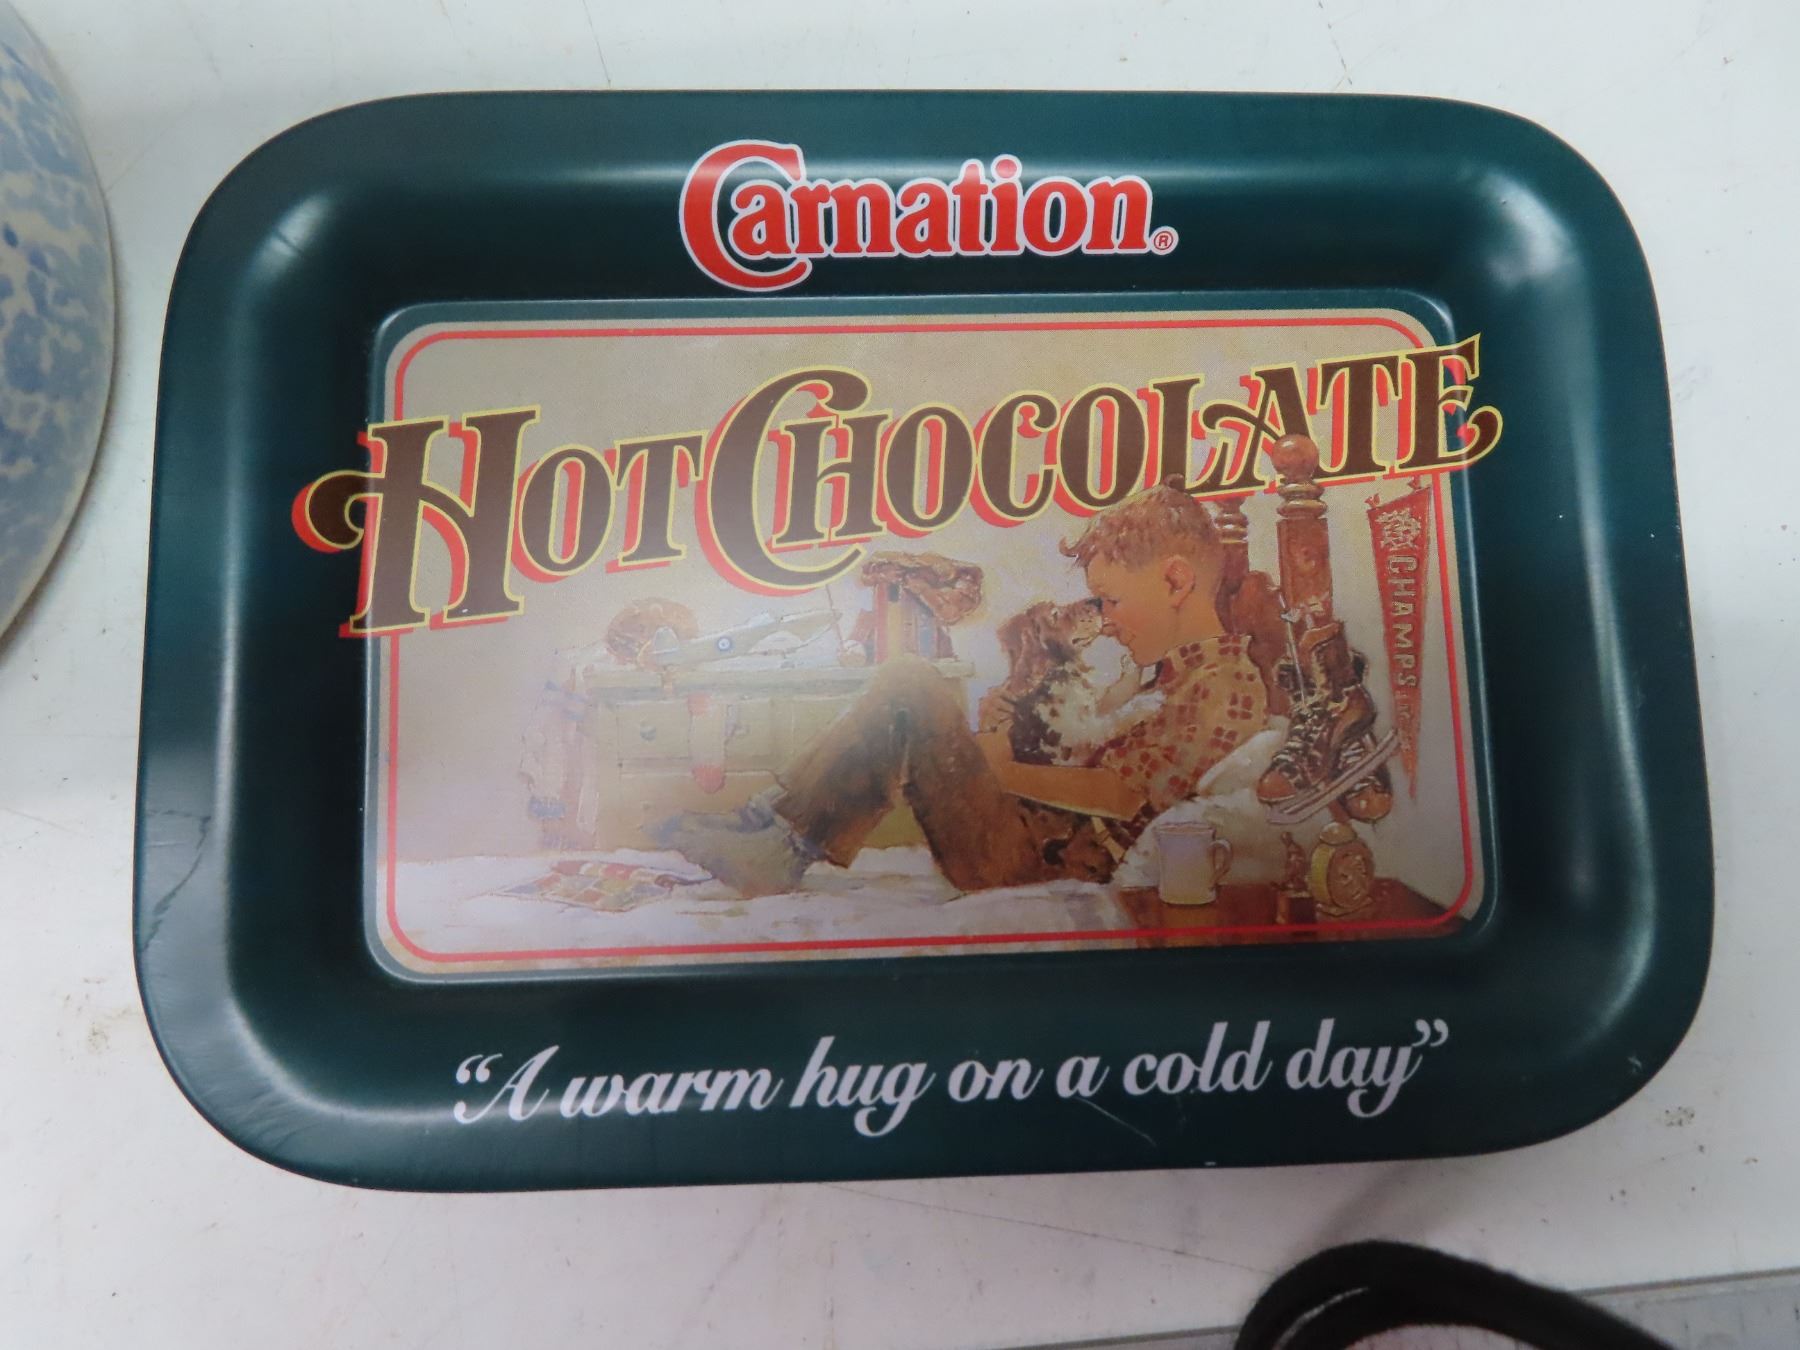 Carnation®
HOT CHOCOLATE
CHAMPS
"A warm hug on a cold day"